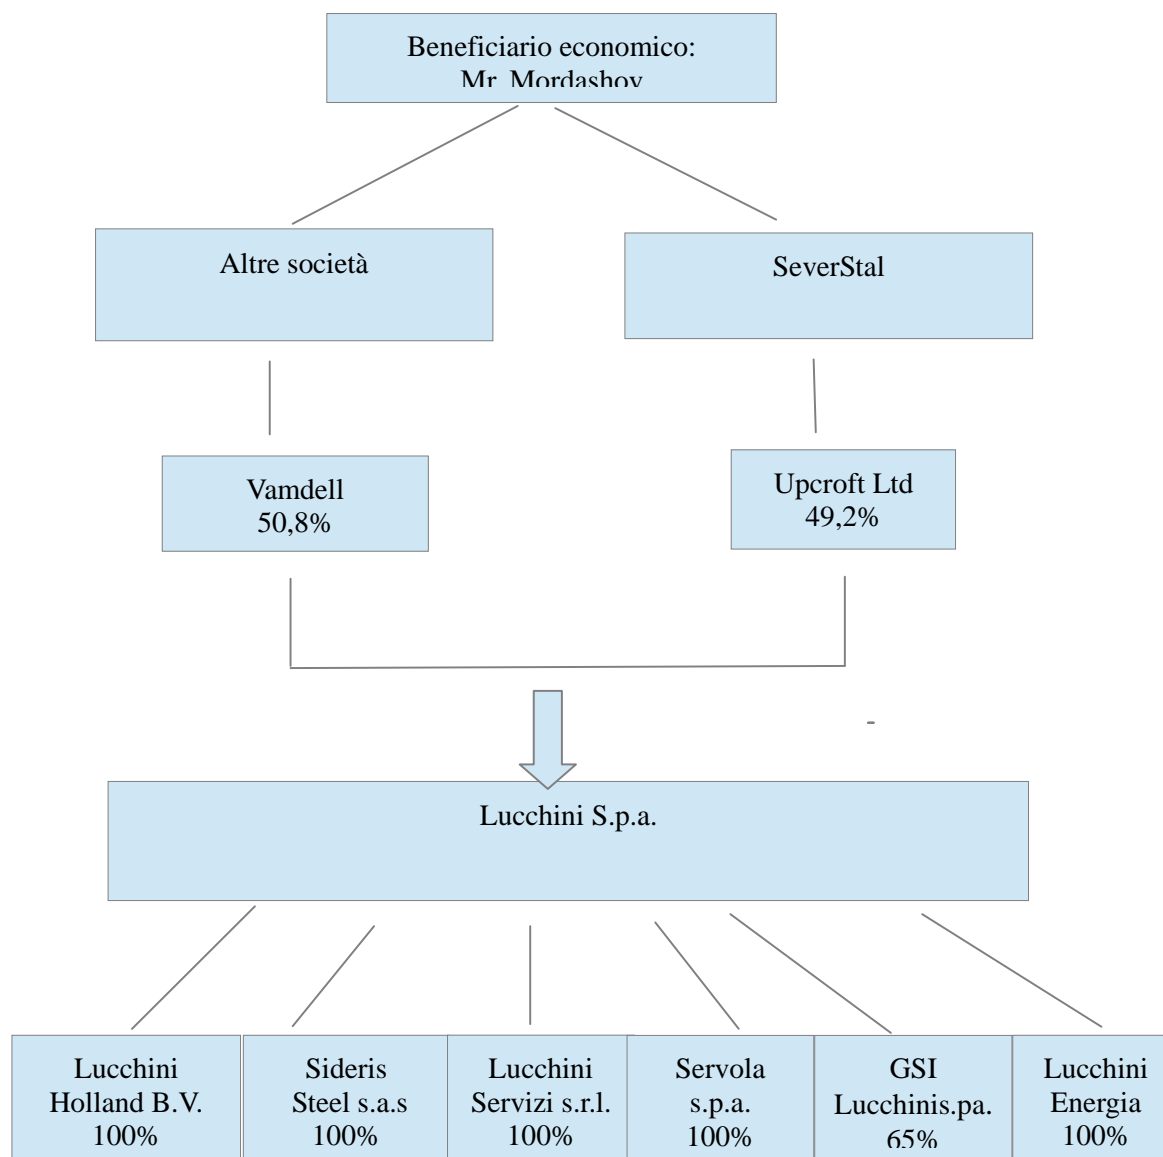 Beneficiario economico:
Mr. Mordashov
Altre società
SeverStal
Vamdell
50,8%
Upcroft Ltd
49,2%
-
Lucchini S.p.a.
Lucchini
Holland B.V.
100%
Sideris
Steel s.a.s
100%
Lucchini
Servizi s.r.l.
100%
Servola
s.p.a.
100%
GSI
Lucchinis.pa.
65%
Lucchini
Energia
100%